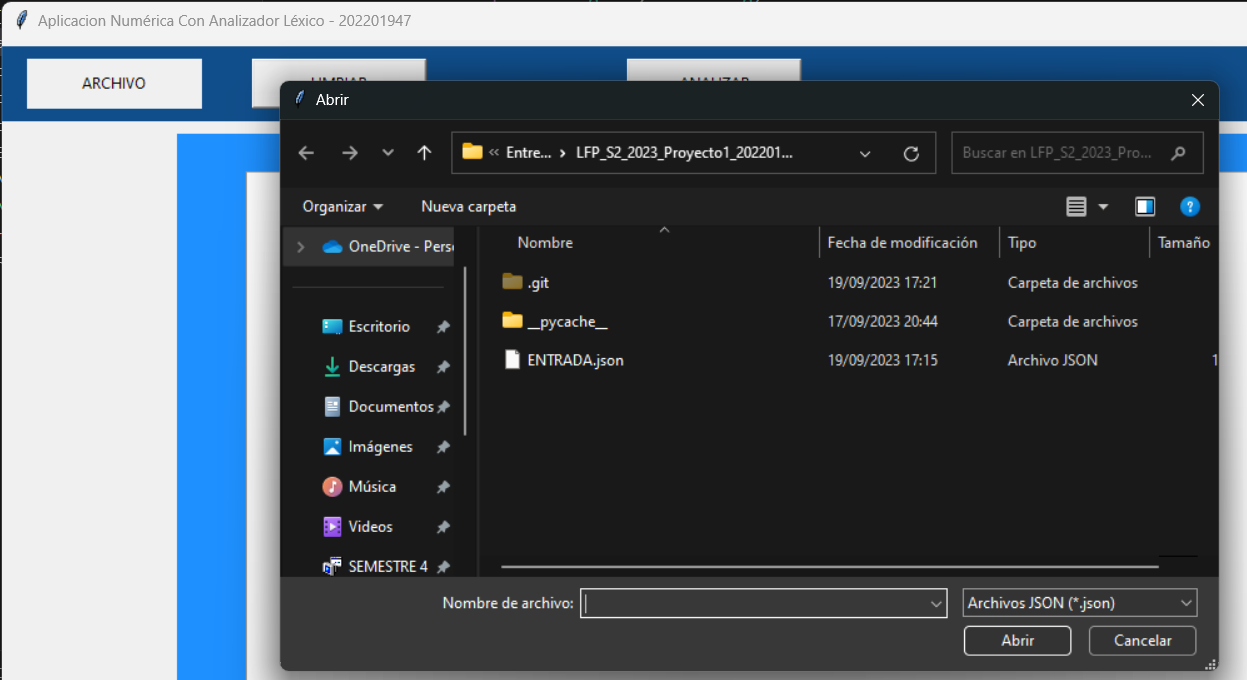 Aplicacion Numérica Con Analizador Léxico - 202201947
ARCHIVO
LIMPIAR
ANALIZAR
Abrir
« Entre... › LFP_S2_2023_Proyecto1_202201...
Buscar en LFP_S2_2023_Pro...
Organizar
Nueva carpeta
OneDrive - Perso
Nombre
Fecha de modificación
Tipo
Tamaño
.git
19/09/2023 17:21
Carpeta de archivos
__pycache__
17/09/2023 20:44
Carpeta de archivos
ENTRADA.json
19/09/2023 17:15
Archivo JSON
1
Escritorio
Descargas
Documentos
Imágenes
Música
Videos
SEMESTRE 4
Nombre de archivo:
Archivos JSON (*.json)
Abrir
Cancelar